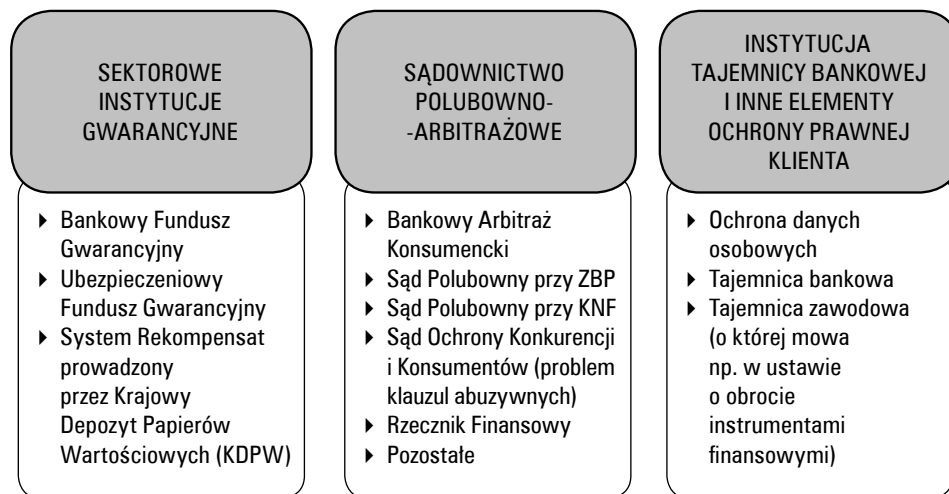 SEKTOROWE
INSTYTUCJE
GWARANCYJNE
▸ Bankowy Fundusz
Gwarancyjny
▸ Ubezpieczeniowy
Fundusz Gwarancyjny
▸ System Rekompensat
prowadzony
przez Krajowy
Depozyt Papierów
Wartościowych (KDPW)
SĄDOWNICTWO
POLUBOWNO-
-ARBITRAŻOWE
▸ Bankowy Arbitraż
Konsumencki
▸ Sąd Polubowny przy ZBP
▸ Sąd Polubowny przy KNF
▸ Sąd Ochrony Konkurencji
i Konsumentów (problem
klauzul abuzywnych)
▸ Rzecznik Finansowy
▸ Pozostałe
INSTYTUCJA
TAJEMNICY BANKOWEJ
I INNE ELEMENTY
OCHRONY PRAWNEJ
KLIENTA
▸ Ochrona danych
osobowych
▸ Tajemnica bankowa
▸ Tajemnica zawodowa
(o której mowa
np. w ustawie
o obrocie
instrumentami
finansowymi)